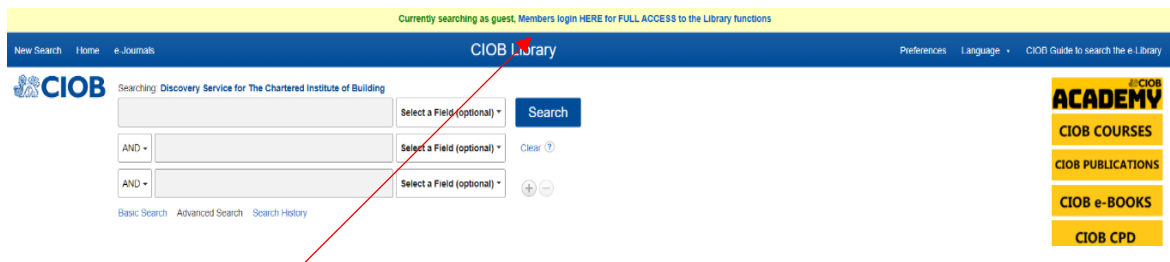 Currently searching as guest, Members login HERE for FULL ACCESS to the Library functions
New Search Home e-Journals CIOB Library Preferences Language CIOB Guide to search the e-Library
CIOB
Searching: Discovery Service for The Chartered Institute of Building
Select a Field (optional) Search
AND Select a Field (optional) Clear ?
AND Select a Field (optional) + −
Basic Search Advanced Search Search History
CIOB
ACADEMY
CIOB COURSES
CIOB PUBLICATIONS
CIOB e-BOOKS
CIOB CPD